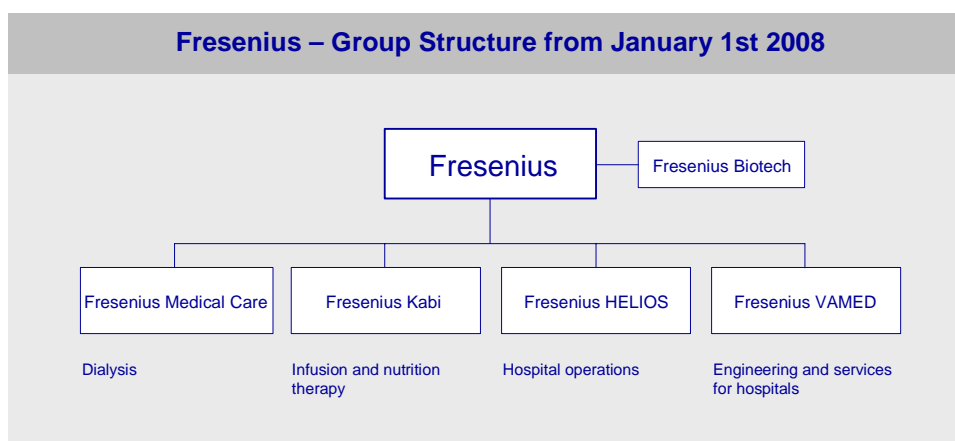 Fresenius – Group Structure from January 1st 2008
Fresenius
Fresenius Biotech
Fresenius Medical Care
Fresenius Kabi
Fresenius HELIOS
Fresenius VAMED
Dialysis
Infusion and nutrition
therapy
Hospital operations
Engineering and services
for hospitals